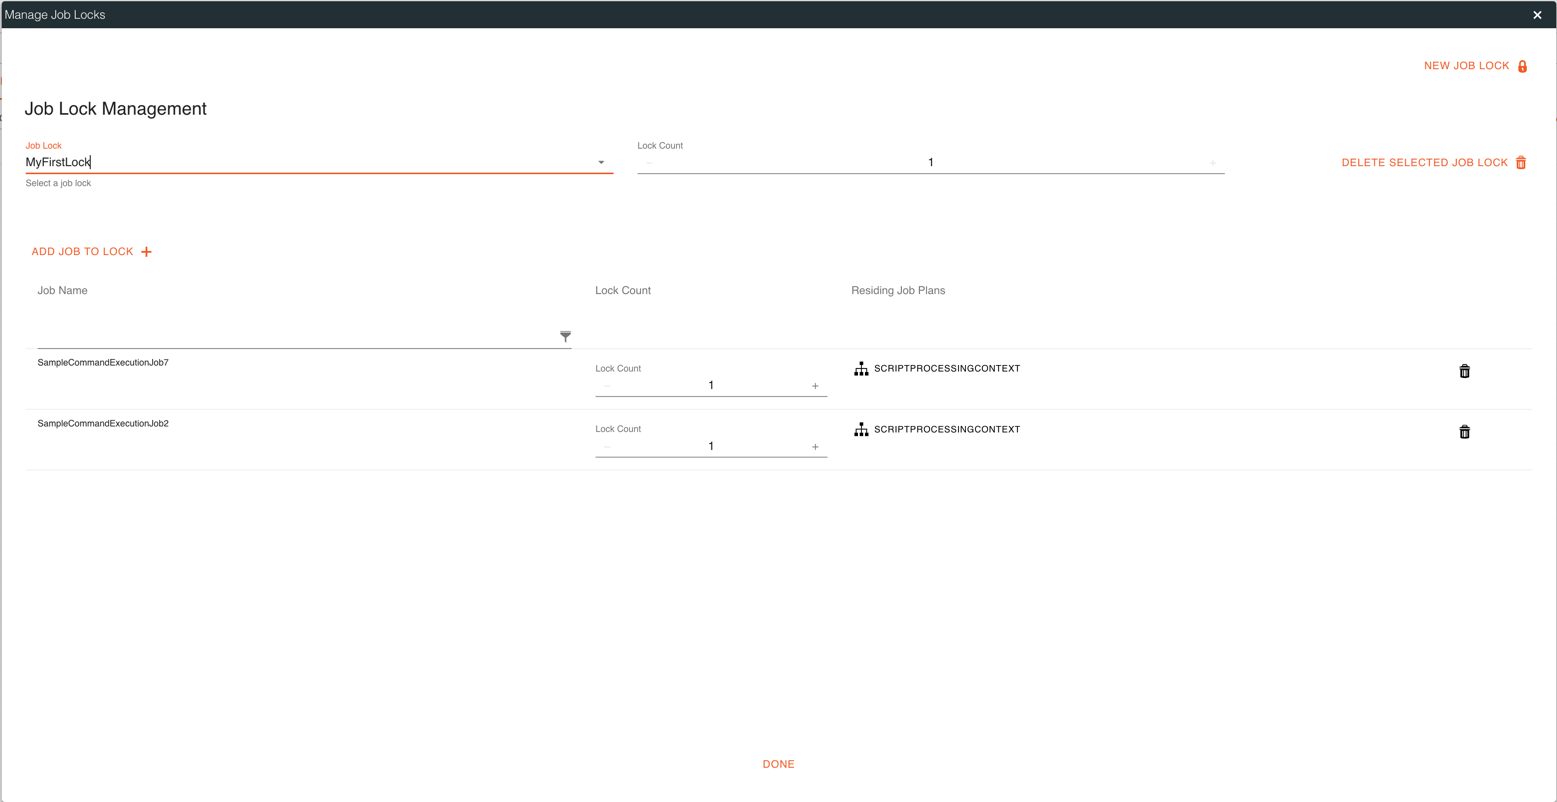 Manage Job Locks
NEW JOB LOCK
Job Lock Management
Job Lock
Lock Count
MyFirstLock
1
DELETE SELECTED JOB LOCK
Select a job lock
ADD JOB TO LOCK
Job Name
Lock Count
Residing Job Plans
SampleCommandExecutionJob7
Lock Count
1
SCRIPTPROCESSINGCONTEXT
SampleCommandExecutionJob2
Lock Count
1
SCRIPTPROCESSINGCONTEXT
DONE